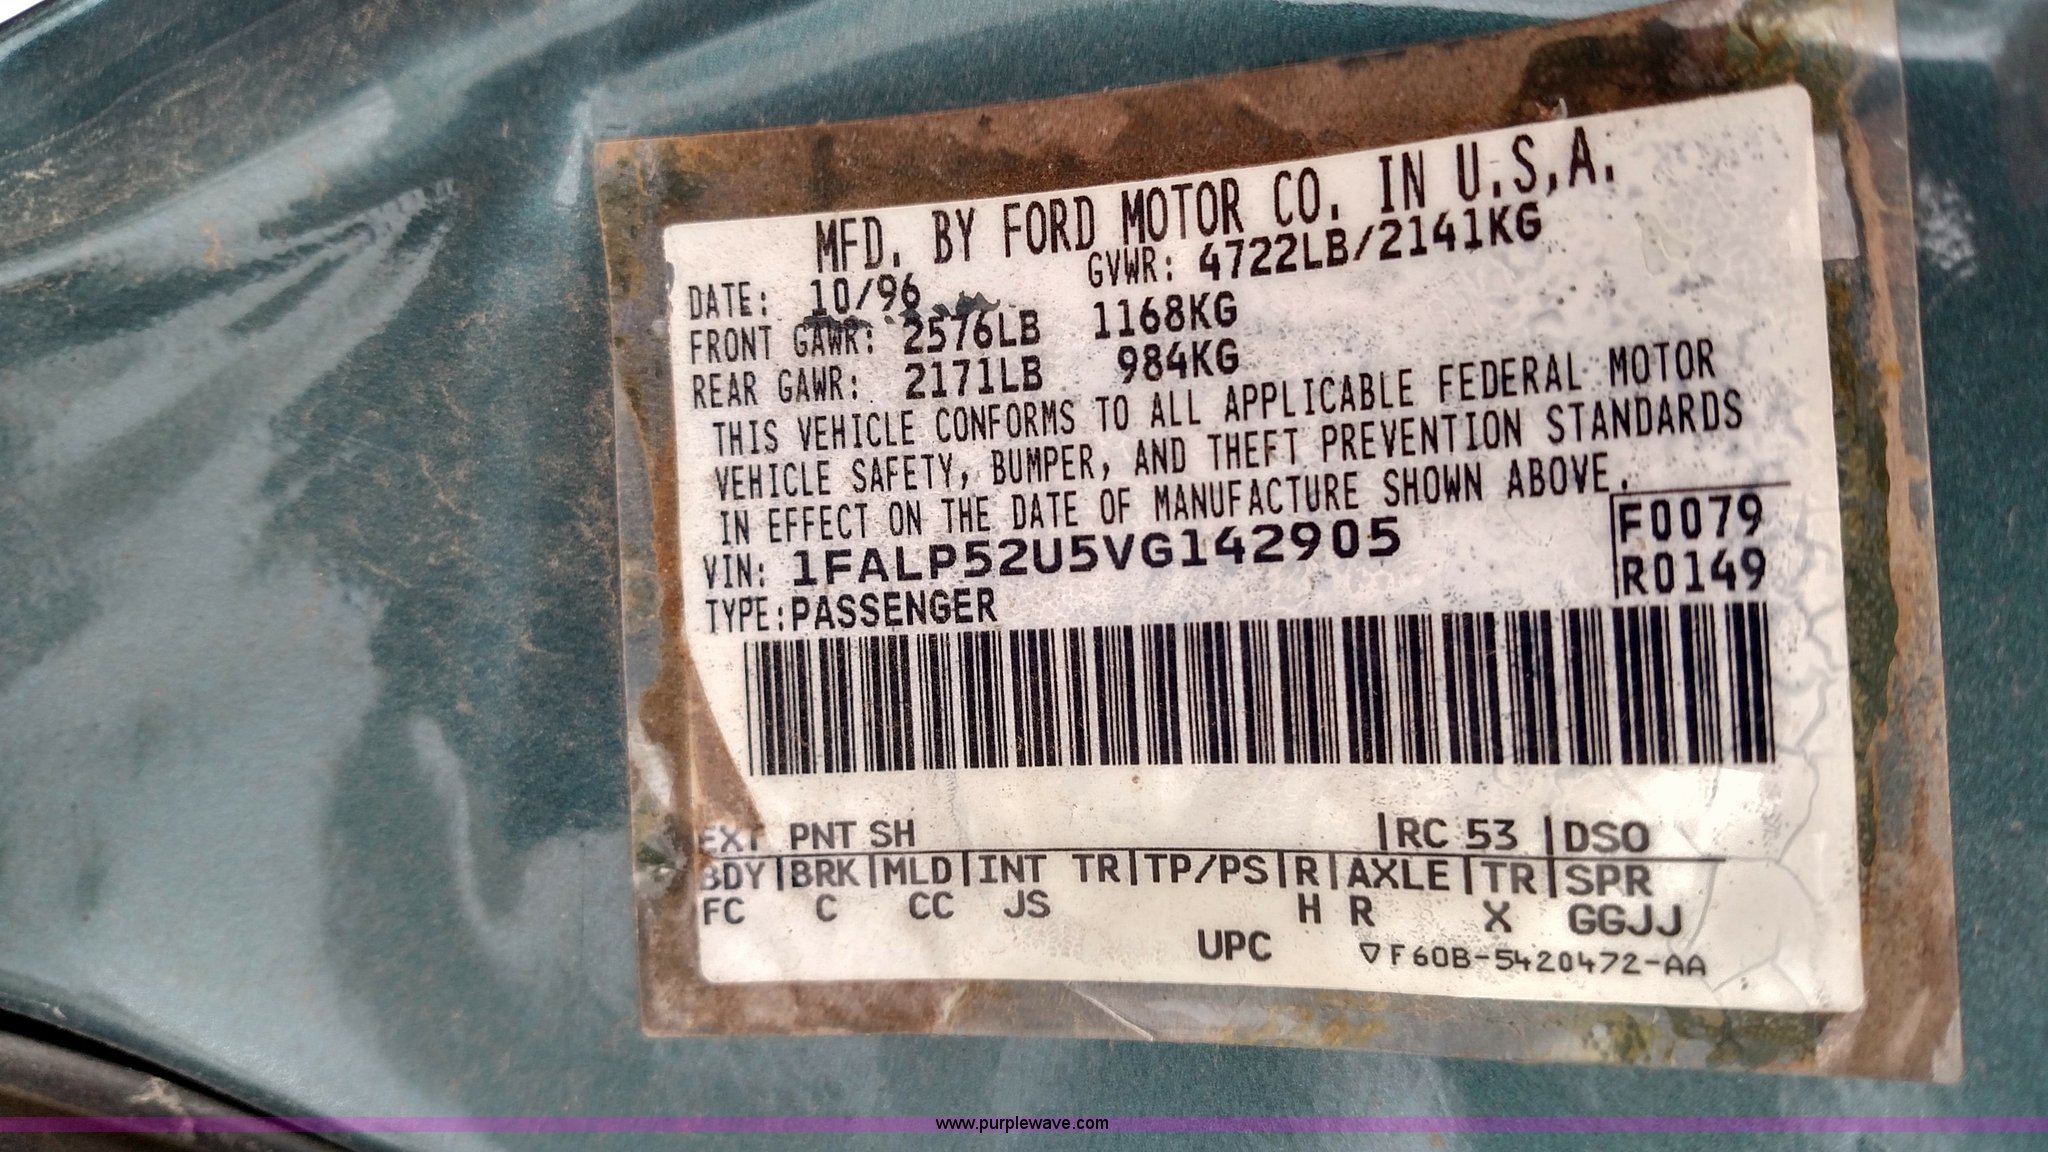 MFD. BY FORD MOTOR CO. IN U.S.A.
DATE: 10/96 GVWR: 4722LB/2141KG
FRONT GAWR: 2576LB 1168KG
REAR GAWR: 2171LB 984KG
THIS VEHICLE CONFORMS TO ALL APPLICABLE FEDERAL MOTOR
VEHICLE SAFETY, BUMPER, AND THEFT PREVENTION STANDARDS
IN EFFECT ON THE DATE OF MANUFACTURE SHOWN ABOVE.
VIN: 1FALP52U5VG142905
F0079
R0149
TYPE:PASSENGER
EXT PNT SH |RC 53 |DSO
BDY|BRK|MLD|INT TR|TP/PS|R|AXLE|TR|SPR
FC C CC JS H R X GGJJ
UPC ▽F60B-5420472-AA
www.purplewave.com